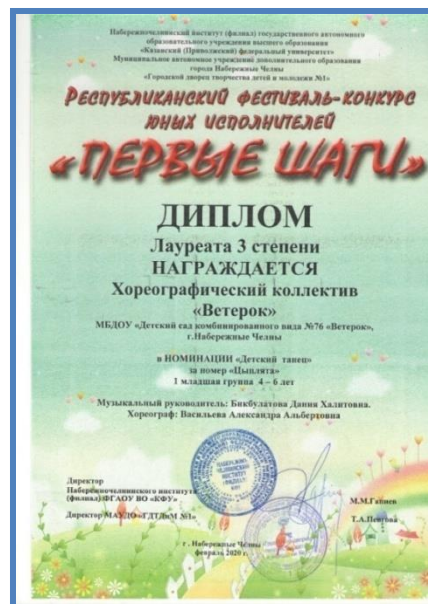 Набережночелнинский институт (филиал) государственного автономного
образовательного учреждения высшего образования
«Казанский (Приволжский) федеральный университет»
Муниципальное автономное учреждение дополнительного образования
города Набережные Челны
«Городской дворец творчества детей и молодежи №1»
Республиканский фестиваль-конкурс
юных исполнителей
«ПЕРВЫЕ ШАГИ»
ДИПЛОМ
Лауреата 3 степени
НАГРАЖДАЕТСЯ
Хореографический коллектив
«Ветерок»
МБДОУ «Детский сад комбинированного вида №76 «Ветерок»,
г.Набережные Челны
в НОМИНАЦИИ «Детский танец»
за номер «Цыплята»
1 младшая группа 4 – 6 лет
Музыкальный руководитель: Бикбулатова Дания Халитовна.
Хореограф: Васильева Александра Альбертовна
Директор
Набережночелнинского института
(филиал) ФГАОУ ВО «КФУ»
М.М.Ганиев
Директор МАУДО «ГДТДиМ №1»
г. Набережные Челны
февраль 2020 г.